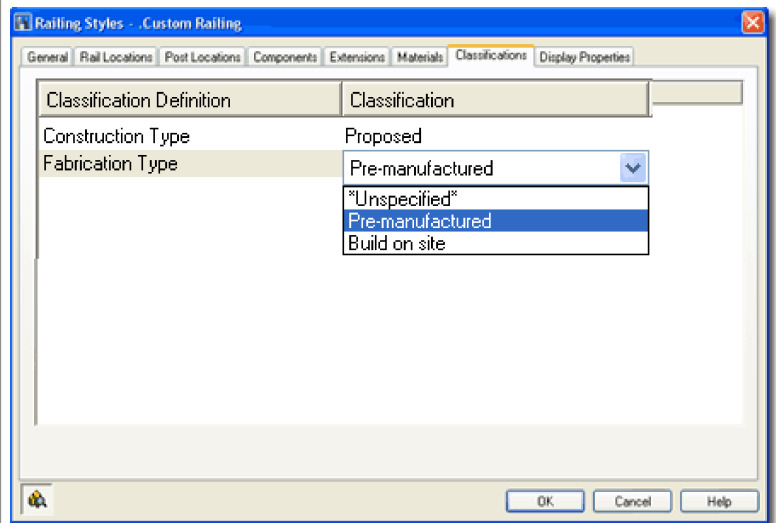 Railing Styles - .Custom Railing
General Rail Locations Post Locations Components Extensions Materials Classifications Display Properties
Classification Definition Classification
Construction Type Proposed
Fabrication Type Pre-manufactured
*Unspecified*
Pre-manufactured
Build on site
OK Cancel Help